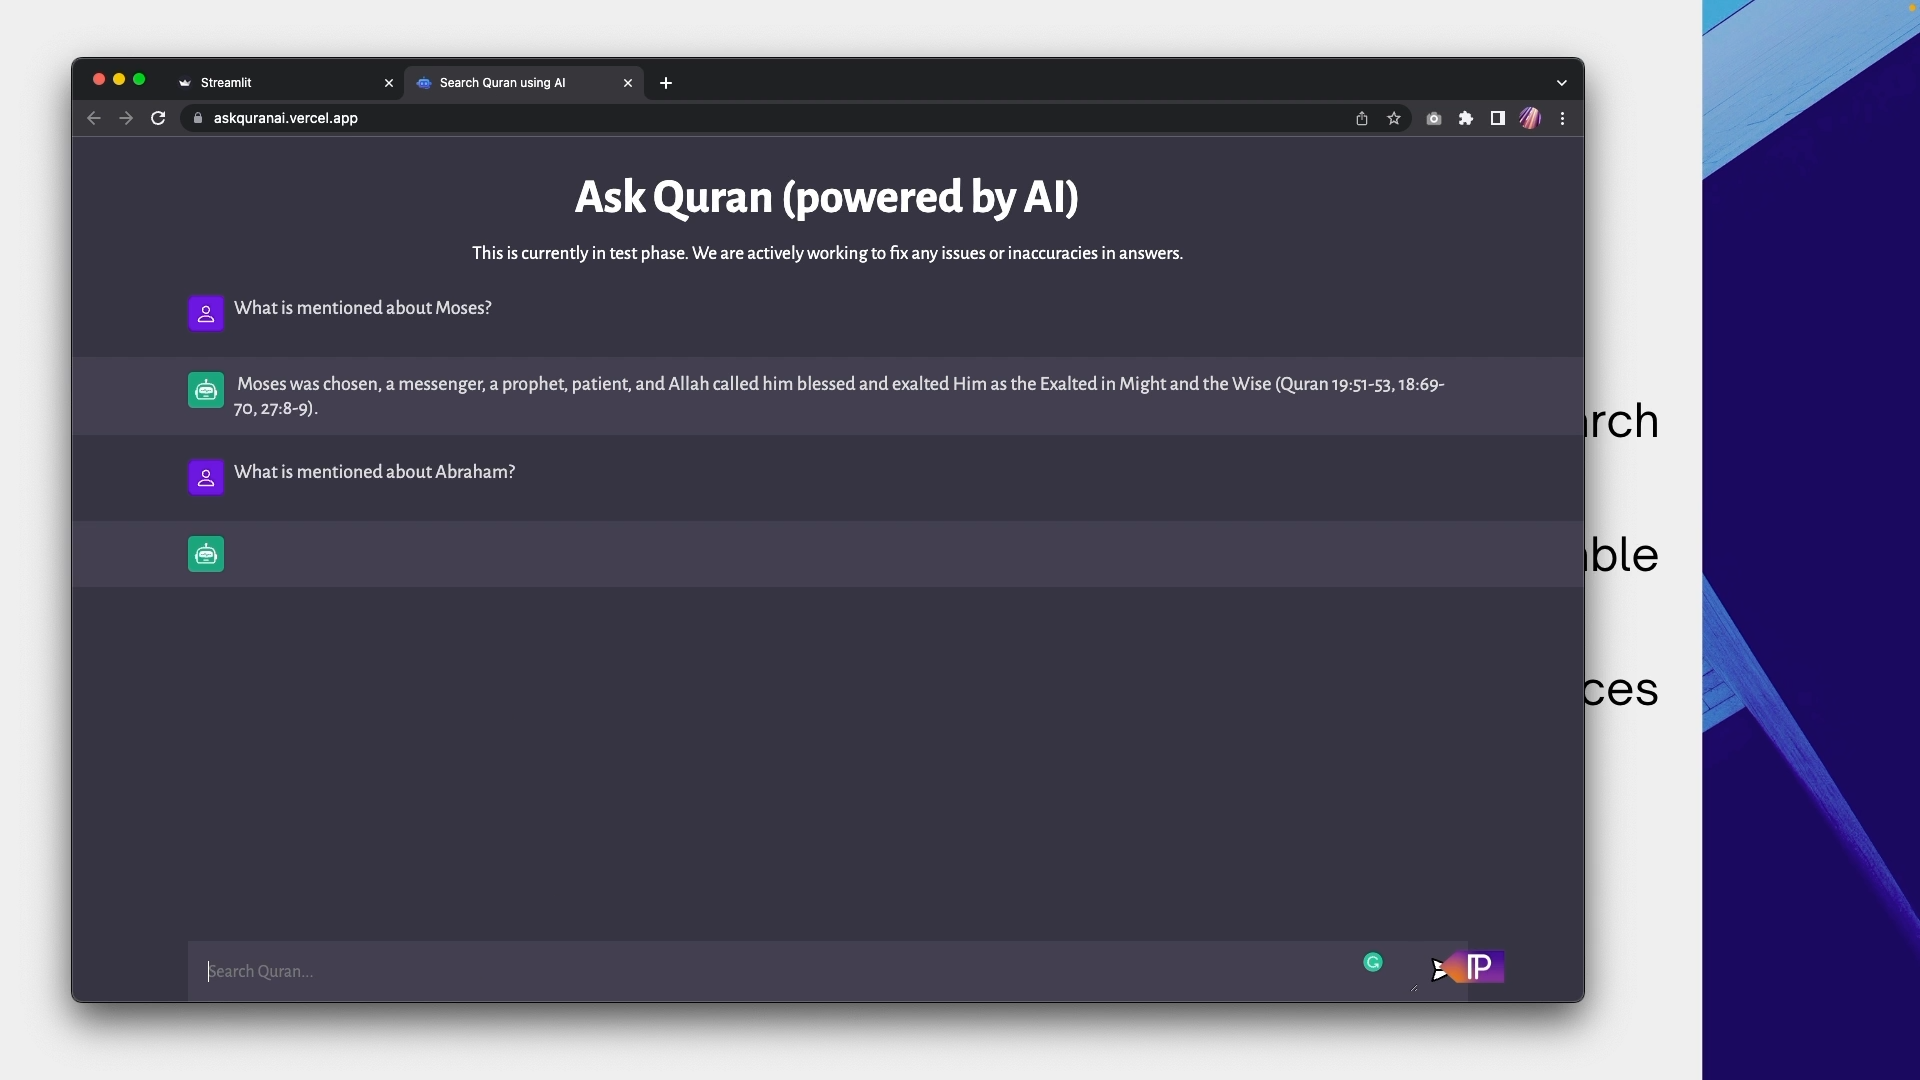 Streamlit
Search Quran using AI
askquranai.vercel.app
Ask Quran (powered by AI)
This is currently in test phase. We are actively working to fix any issues or inaccuracies in answers.
What is mentioned about Moses?
Moses was chosen, a messenger, a prophet, patient, and Allah called him blessed and exalted Him as the Exalted in Might and the Wise (Quran 19:51-53, 18:69-
70, 27:8-9).
What is mentioned about Abraham?
Search Quran...
rch
ble
ces